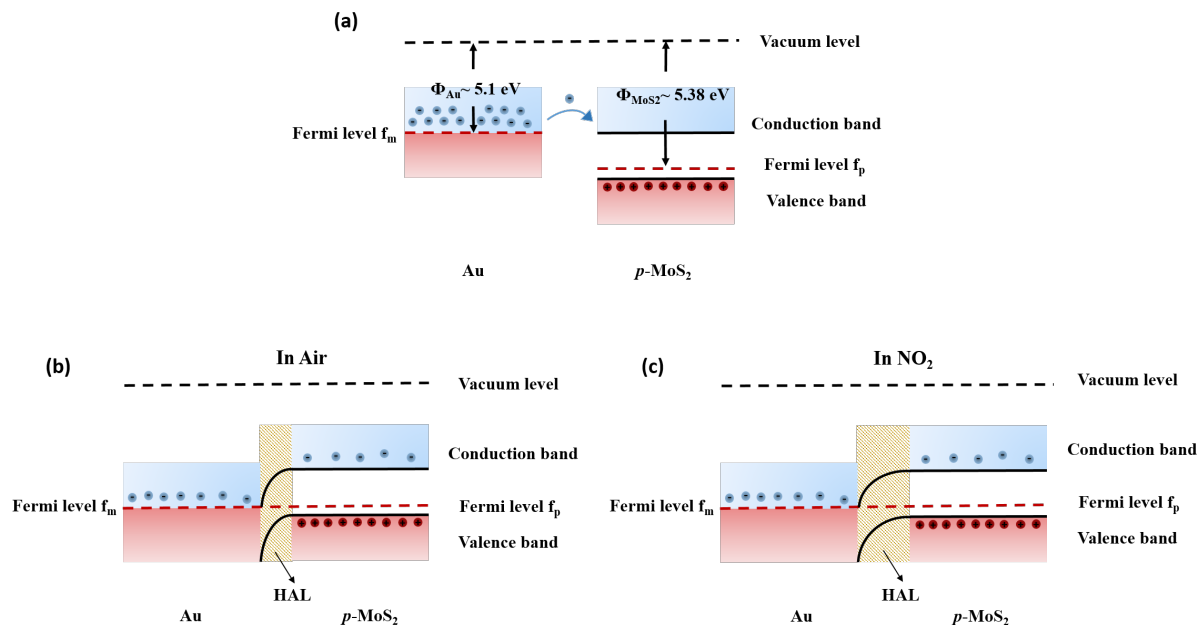 (a)
Vacuum level
ΦAu~ 5.1 eV
ΦMoS2~ 5.38 eV
Conduction band
Fermi level fm
Fermi level fp
Valence band
Au
p-MoS2
(b)
In Air
Vacuum level
Conduction band
Fermi level fm
Fermi level fp
Valence band
HAL
Au
p-MoS2
(c)
In NO2
Vacuum level
Conduction band
Fermi level fm
Fermi level fp
Valence band
HAL
Au
p-MoS2